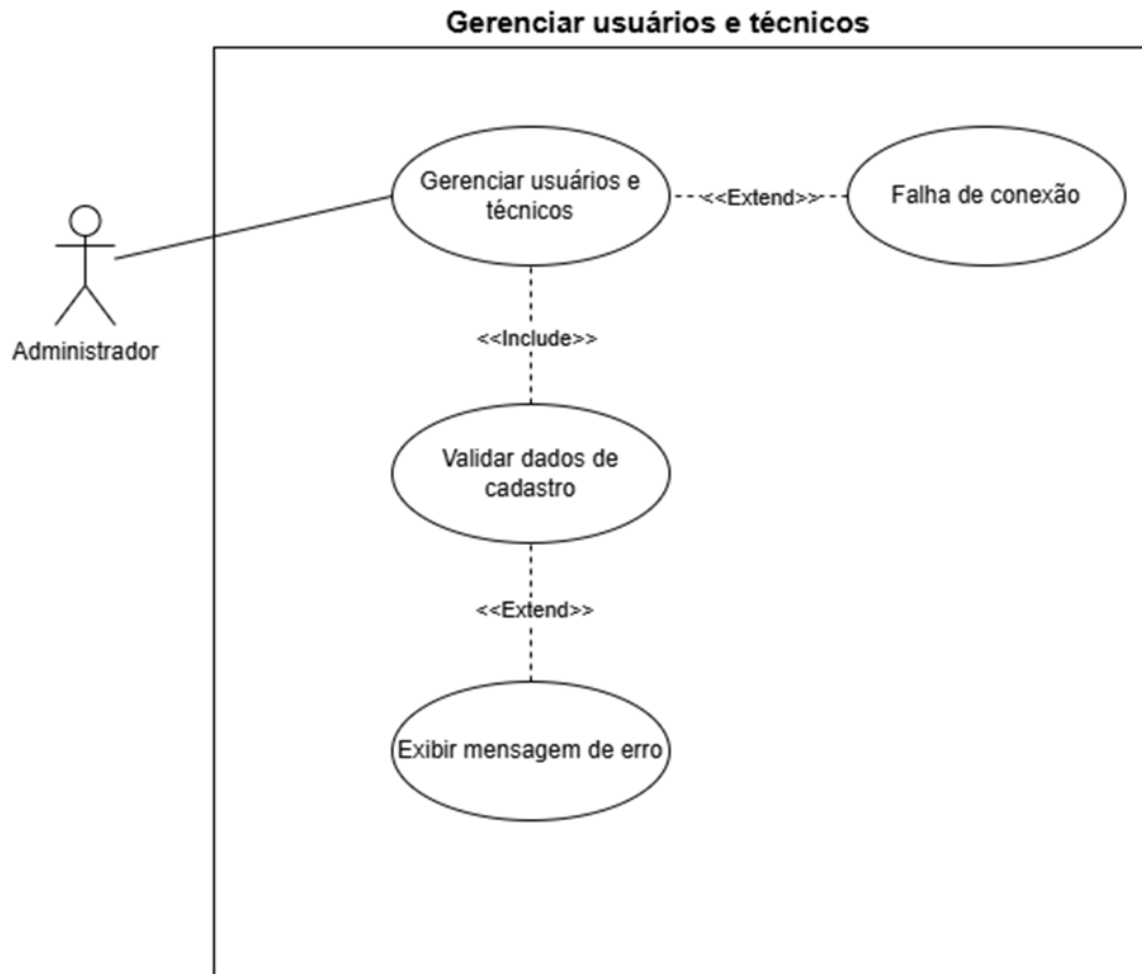 Gerenciar usuários e técnicos
Gerenciar usuários e
técnicos
<<Extend>>
Falha de conexão
Administrador
<<Include>>
Validar dados de
cadastro
<<Extend>>
Exibir mensagem de erro